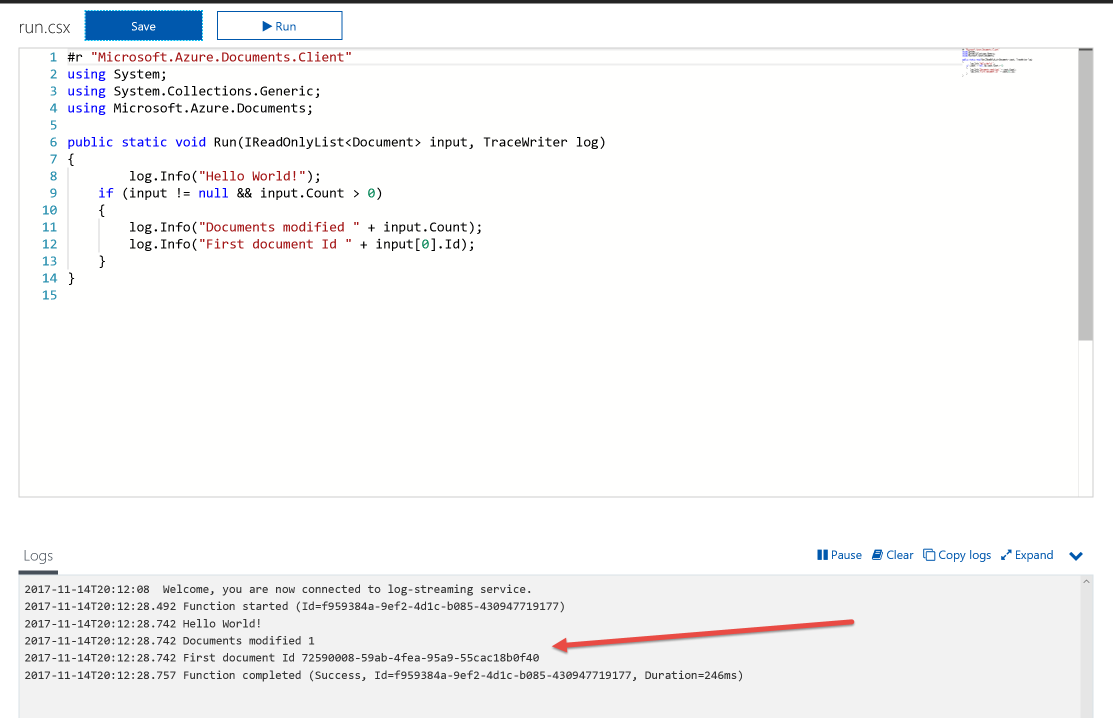 run.csx Save Run
1 #r "Microsoft.Azure.Documents.Client"
2 using System;
3 using System.Collections.Generic;
4 using Microsoft.Azure.Documents;
5
6 public static void Run(IReadOnlyList<Document> input, TraceWriter log)
7 {
8         log.Info("Hello World!");
9     if (input != null && input.Count > 0)
10     {
11         log.Info("Documents modified " + input.Count);
12         log.Info("First document Id " + input[0].Id);
13     }
14 }
15
Logs Pause Clear Copy logs Expand
2017-11-14T20:12:08  Welcome, you are now connected to log-streaming service.
2017-11-14T20:12:28.492 Function started (Id=f959384a-9ef2-4d1c-b085-430947719177)
2017-11-14T20:12:28.742 Hello World!
2017-11-14T20:12:28.742 Documents modified 1
2017-11-14T20:12:28.742 First document Id 72590008-59ab-4fea-95a9-55cac18b0f40
2017-11-14T20:12:28.757 Function completed (Success, Id=f959384a-9ef2-4d1c-b085-430947719177, Duration=246ms)